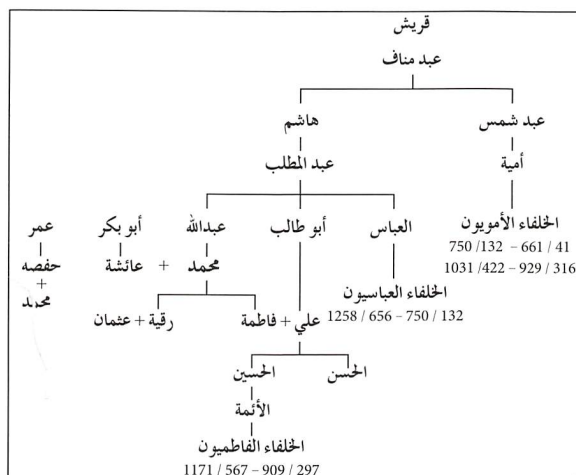 قريش
عبد مناف
عبد شمس
هاشم
أمية
عبد المطلب
الخلفاء الأمويون
750 /132 – 661 / 41
1031 /422 – 929 / 316
العباس
أبو طالب
عبدالله
أبو بكر
عمر
محمد + عائشة
حفصه
+
محمد
الخلفاء العباسيون
1258 / 656 – 750 / 132
علي + فاطمة
رقية + عثمان
الحسن
الحسين
الأئمة
الخلفاء الفاطميون
1171 / 567 – 909 / 297